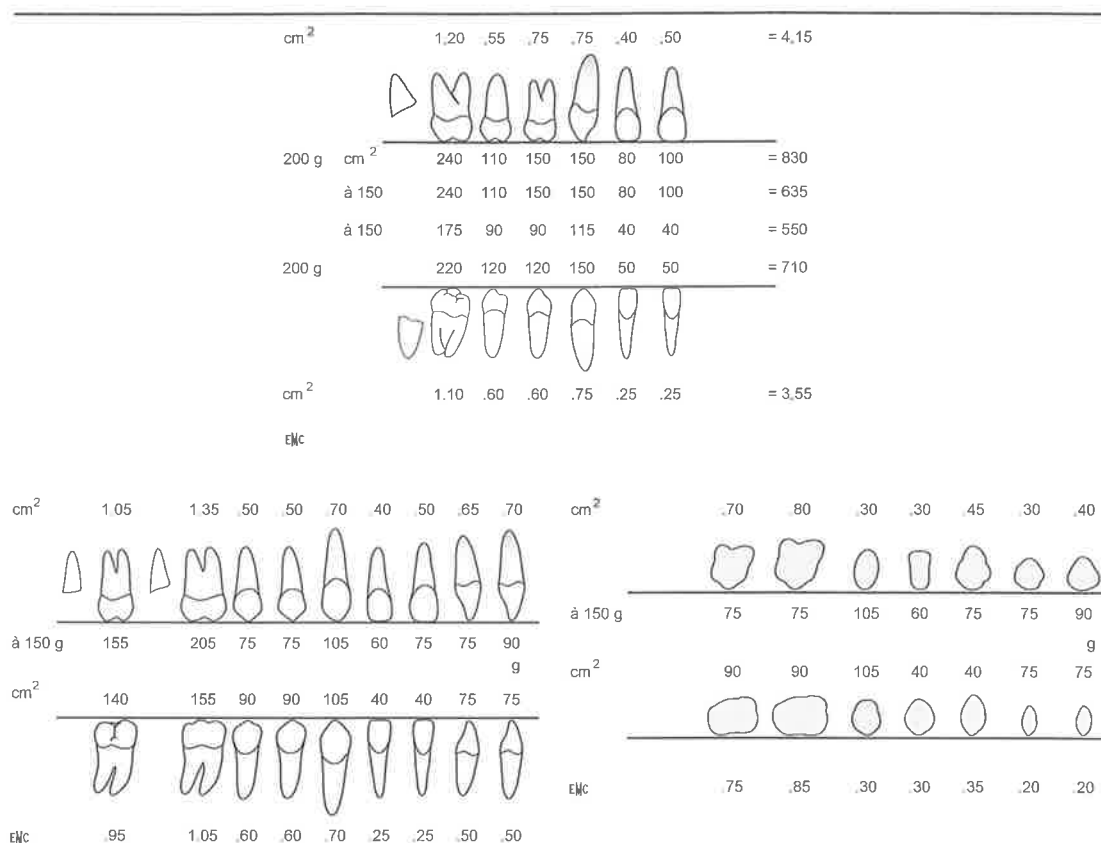 cm² 1.20 .55 .75 .75 .40 .50 = 4.15
200 g cm² 240 110 150 150 80 100 = 830
à 150 240 110 150 150 80 100 = 635
à 150 175 90 90 115 40 40 = 550
200 g 220 120 120 150 50 50 = 710
cm² 1.10 .60 .60 .75 .25 .25 = 3.55
EMC
cm² 1.05 1.35 .50 .50 .70 .40 .50 .65 .70
à 150 g 155 205 75 75 105 60 75 75 90
g
cm² 140 155 90 90 105 40 40 75 75
EMC .95 1.05 .60 .60 .70 .25 .25 .50 .50
cm² .70 .80 .30 .30 .45 .30 .40
à 150 g 75 75 105 60 75 75 90
g
cm² 90 90 105 40 40 75 75
EMC .75 .85 .30 .30 .35 .20 .20